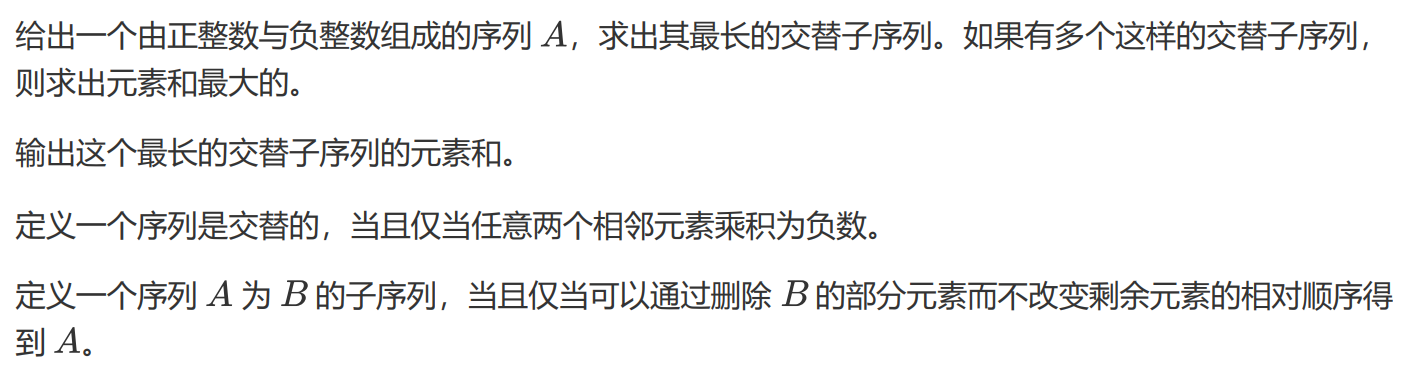 给出一个由正整数与负整数组成的序列 A，求出其最长的交替子序列。如果有多个这样的交替子序列，
则求出元素和最大的。
输出这个最长的交替子序列的元素和。
定义一个序列是交替的，当且仅当任意两个相邻元素乘积为负数。
定义一个序列 A 为 B 的子序列，当且仅当可以通过删除 B 的部分元素而不改变剩余元素的相对顺序得
到 A。